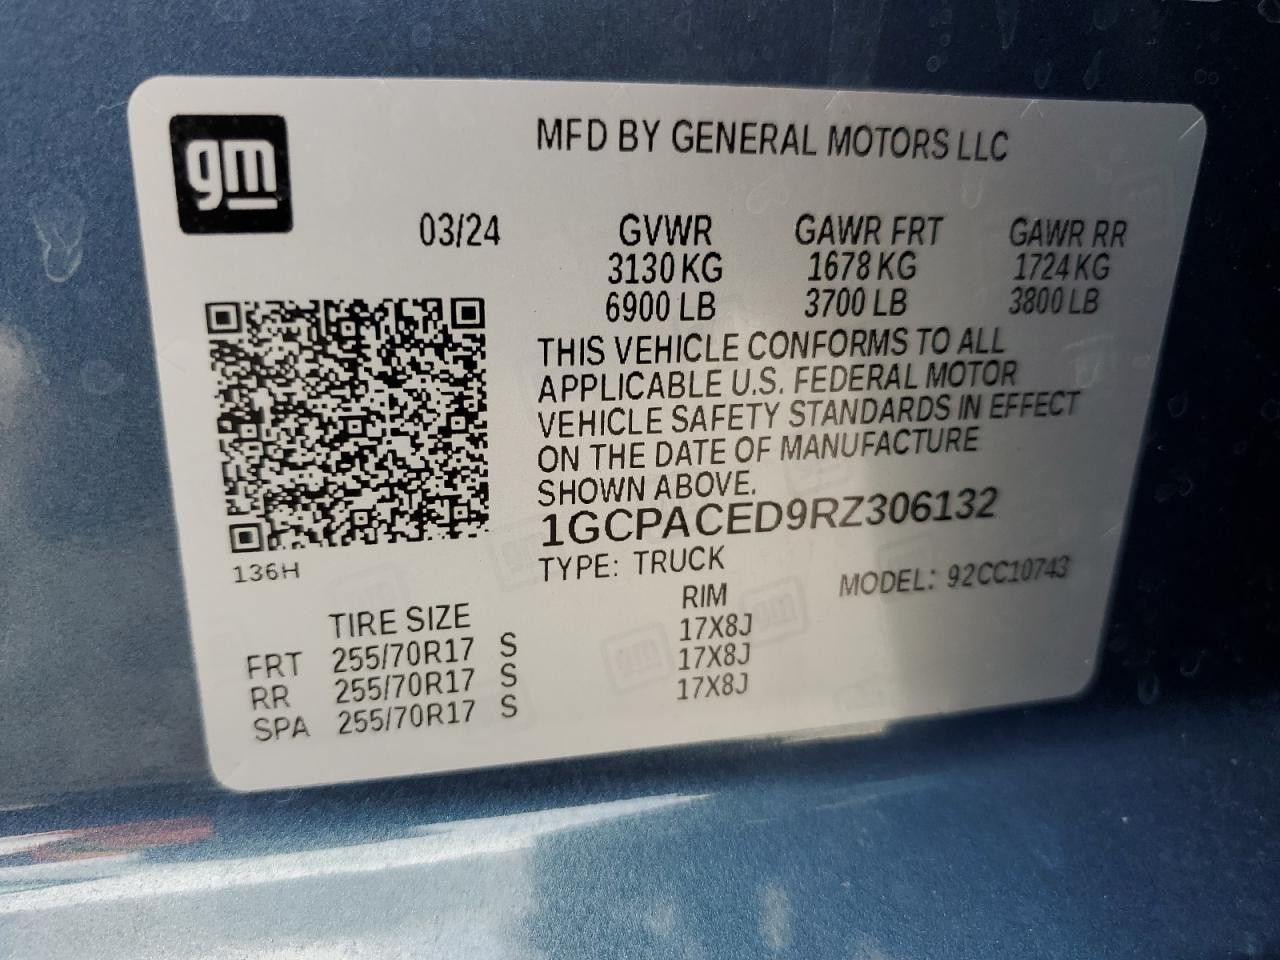 gm
MFD BY GENERAL MOTORS LLC
03/24 GVWR GAWR FRT GAWR RR
3130 KG 1678 KG 1724 KG
6900 LB 3700 LB 3800 LB
THIS VEHICLE CONFORMS TO ALL
APPLICABLE U.S. FEDERAL MOTOR
VEHICLE SAFETY STANDARDS IN EFFECT
ON THE DATE OF MANUFACTURE
SHOWN ABOVE.
1GCPACED9RZ306132
136H
TYPE: TRUCK MODEL: 92CC10743
TIRE SIZE RIM
FRT 255/70R17 S 17X8J
RR 255/70R17 S 17X8J
SPA 255/70R17 S 17X8J